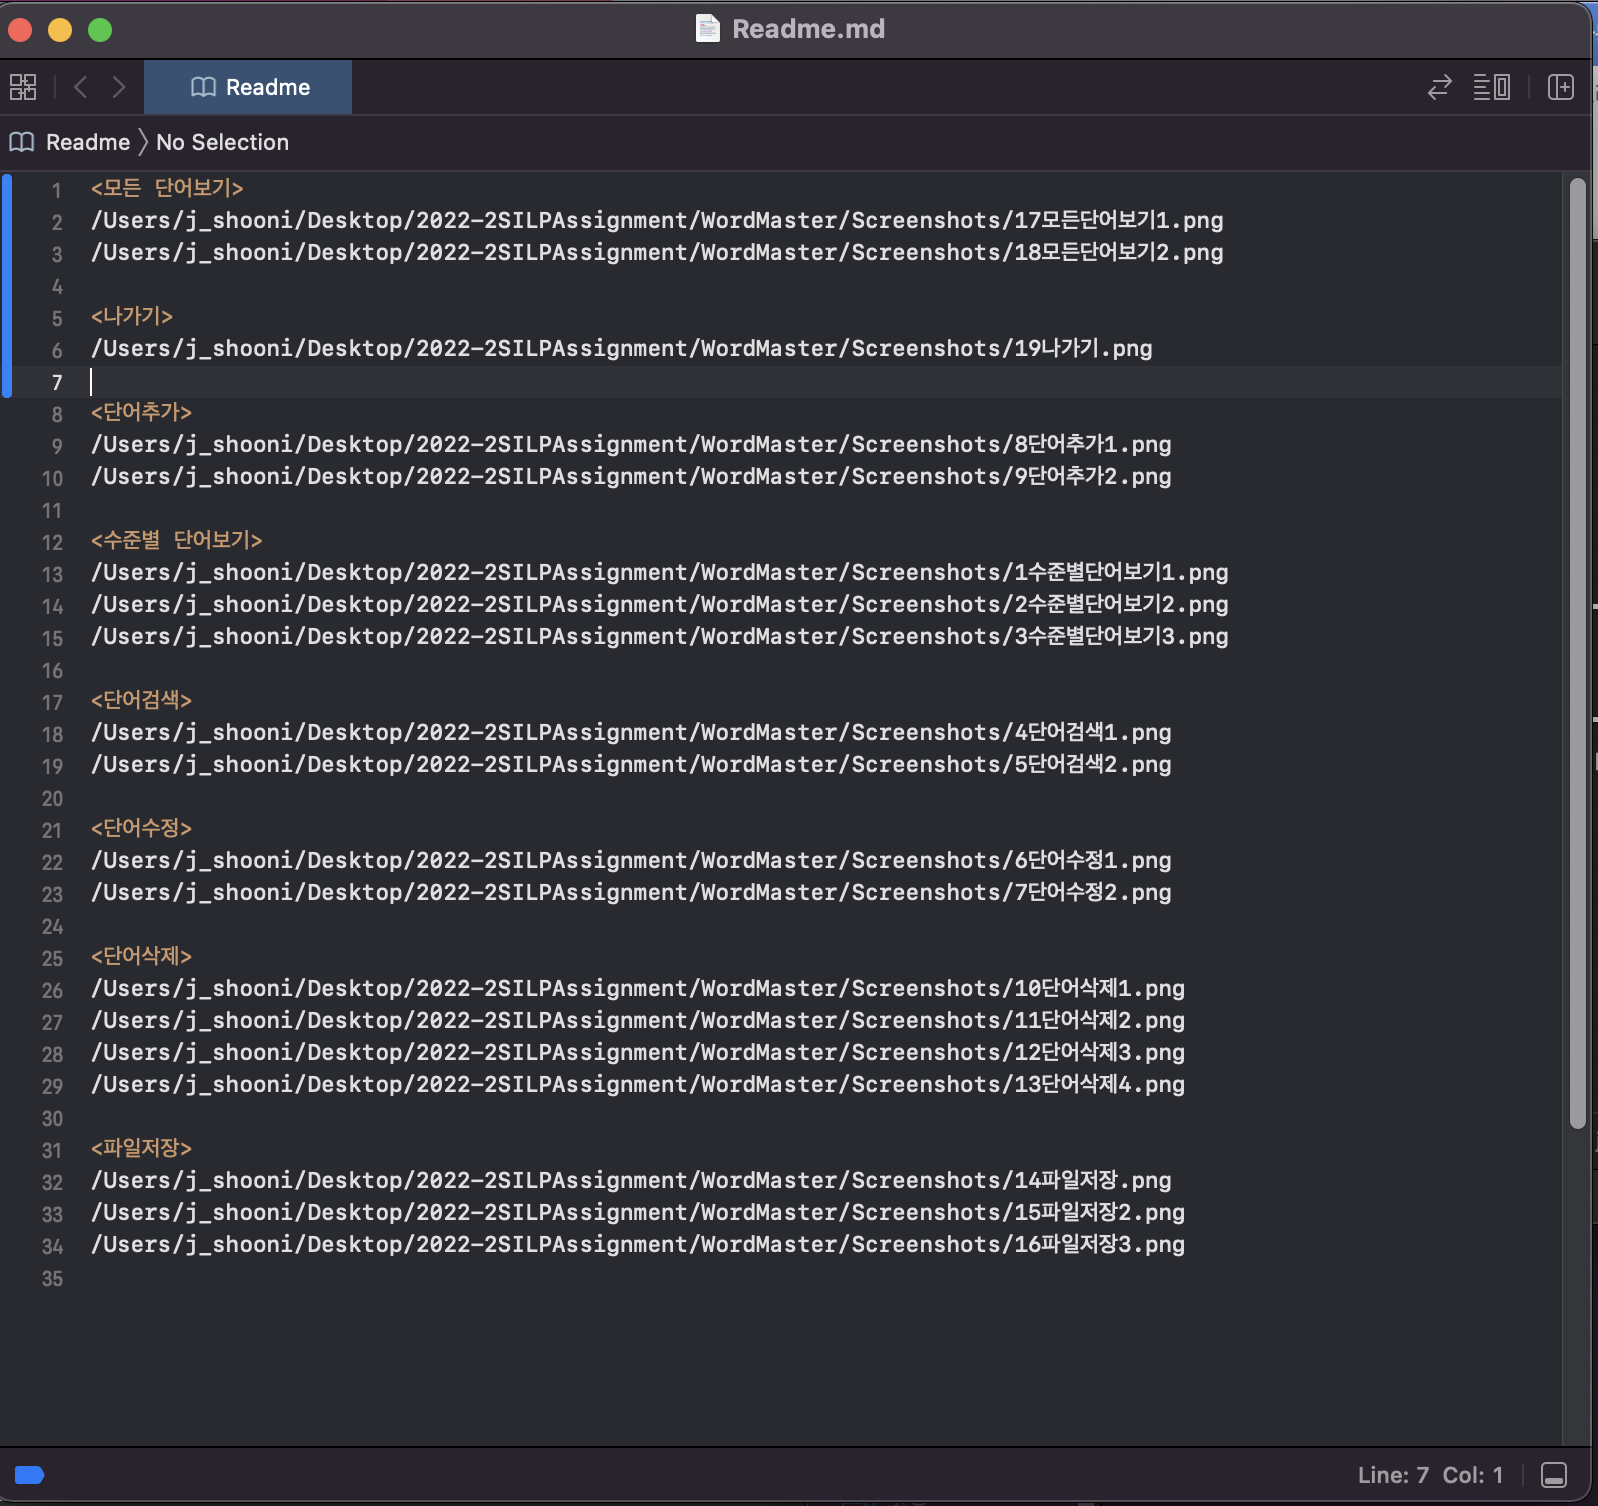 Readme.md
Readme
Readme 〉 No Selection
1 <모든 단어보기>
2 /Users/j_shooni/Desktop/2022-2SILPAssignment/WordMaster/Screenshots/17모든단어보기1.png
3 /Users/j_shooni/Desktop/2022-2SILPAssignment/WordMaster/Screenshots/18모든단어보기2.png
4
5 <나가기>
6 /Users/j_shooni/Desktop/2022-2SILPAssignment/WordMaster/Screenshots/19나가기.png
7
8 <단어추가>
9 /Users/j_shooni/Desktop/2022-2SILPAssignment/WordMaster/Screenshots/8단어추가1.png
10 /Users/j_shooni/Desktop/2022-2SILPAssignment/WordMaster/Screenshots/9단어추가2.png
11
12 <수준별 단어보기>
13 /Users/j_shooni/Desktop/2022-2SILPAssignment/WordMaster/Screenshots/1수준별단어보기1.png
14 /Users/j_shooni/Desktop/2022-2SILPAssignment/WordMaster/Screenshots/2수준별단어보기2.png
15 /Users/j_shooni/Desktop/2022-2SILPAssignment/WordMaster/Screenshots/3수준별단어보기3.png
16
17 <단어검색>
18 /Users/j_shooni/Desktop/2022-2SILPAssignment/WordMaster/Screenshots/4단어검색1.png
19 /Users/j_shooni/Desktop/2022-2SILPAssignment/WordMaster/Screenshots/5단어검색2.png
20
21 <단어수정>
22 /Users/j_shooni/Desktop/2022-2SILPAssignment/WordMaster/Screenshots/6단어수정1.png
23 /Users/j_shooni/Desktop/2022-2SILPAssignment/WordMaster/Screenshots/7단어수정2.png
24
25 <단어삭제>
26 /Users/j_shooni/Desktop/2022-2SILPAssignment/WordMaster/Screenshots/10단어삭제1.png
27 /Users/j_shooni/Desktop/2022-2SILPAssignment/WordMaster/Screenshots/11단어삭제2.png
28 /Users/j_shooni/Desktop/2022-2SILPAssignment/WordMaster/Screenshots/12단어삭제3.png
29 /Users/j_shooni/Desktop/2022-2SILPAssignment/WordMaster/Screenshots/13단어삭제4.png
30
31 <파일저장>
32 /Users/j_shooni/Desktop/2022-2SILPAssignment/WordMaster/Screenshots/14파일저장.png
33 /Users/j_shooni/Desktop/2022-2SILPAssignment/WordMaster/Screenshots/15파일저장2.png
34 /Users/j_shooni/Desktop/2022-2SILPAssignment/WordMaster/Screenshots/16파일저장3.png
35
Line: 7 Col: 1